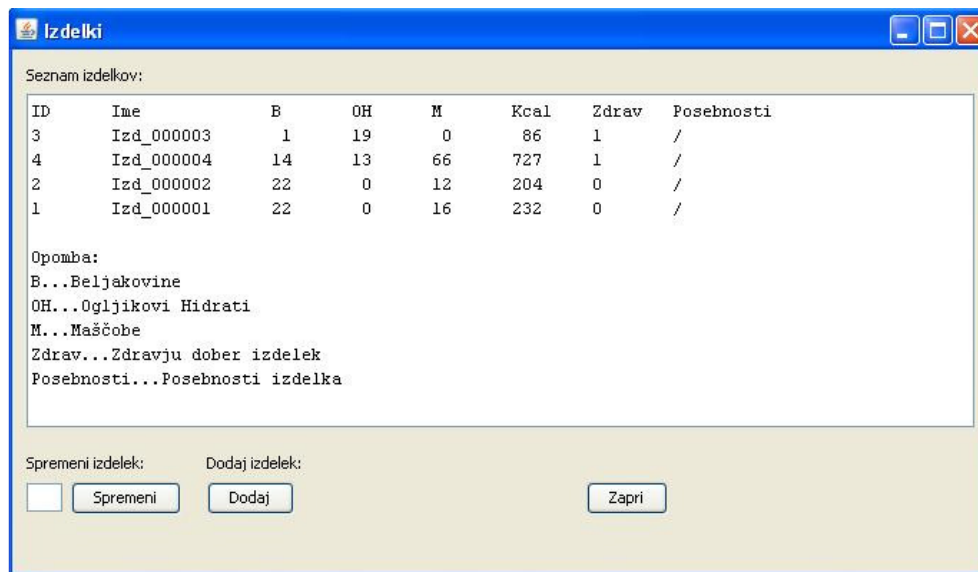 Izdelki
Seznam izdelkov:
ID Ime B OH M Kcal Zdrav Posebnosti
3 Izd_000003 1 19 0 86 1 /
4 Izd_000004 14 13 66 727 1 /
2 Izd_000002 22 0 12 204 0 /
1 Izd_000001 22 0 16 232 0 /
Opomba:
B...Beljakovine
OH...Ogljikovi Hidrati
M...Maščobe
Zdrav...Zdravju dober izdelek
Posebnosti...Posebnosti izdelka
Spremeni izdelek: Dodaj izdelek:
Spremeni Dodaj Zapri